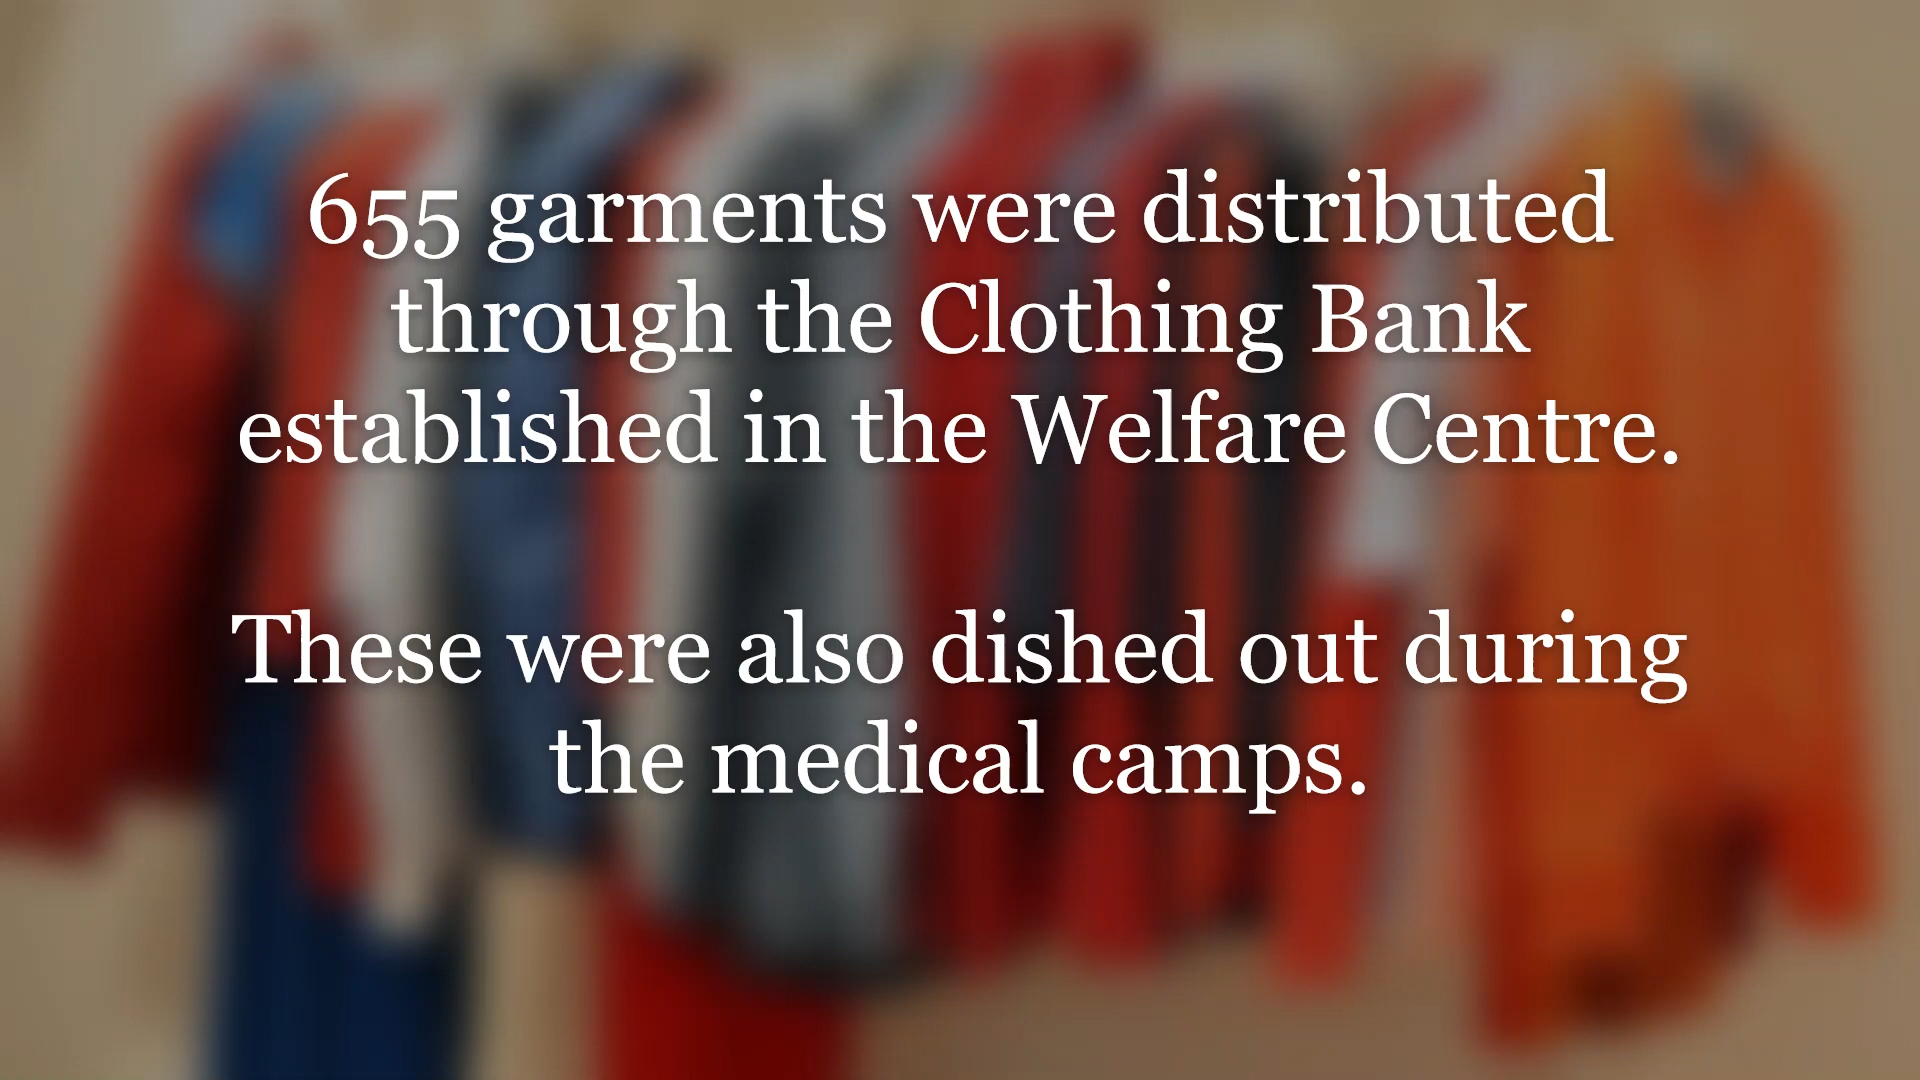 655 garments were distributed
through the Clothing Bank
established in the Welfare Centre.
These were also dished out during
the medical camps.